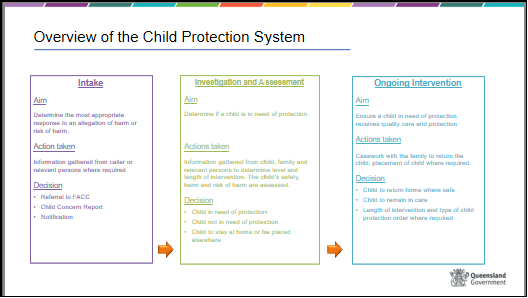 Overview of the Child Protection System
Intake
Aim
Determine the most appropriate
response to an allegation of harm or
risk of harm.
Action taken
Information gathered from caller or
relevant persons where required
Decision
• Referral to FACC
• Child Concern Report
• Notification
Investigation and Assessment
Aim
Determine if a child is in need of protection.
Actions taken
Information gathered from child, family and
relevant persons to determine level and
length of intervention. The child's safety,
harm and risk of harm are assessed.
Decision
• Child in need of protection
• Child not in need of protection
• Child to stay at home or be placed
elsewhere
Ongoing Intervention
Aim
Ensure a child in need of protection
receives quality care and protection
Actions taken
Casework with the family to return the
child, placement of child where required.
Decision
• Child to return home where safe
• Child to remain in care
• Length of intervention and type of child
protection order where required
Queensland
Government